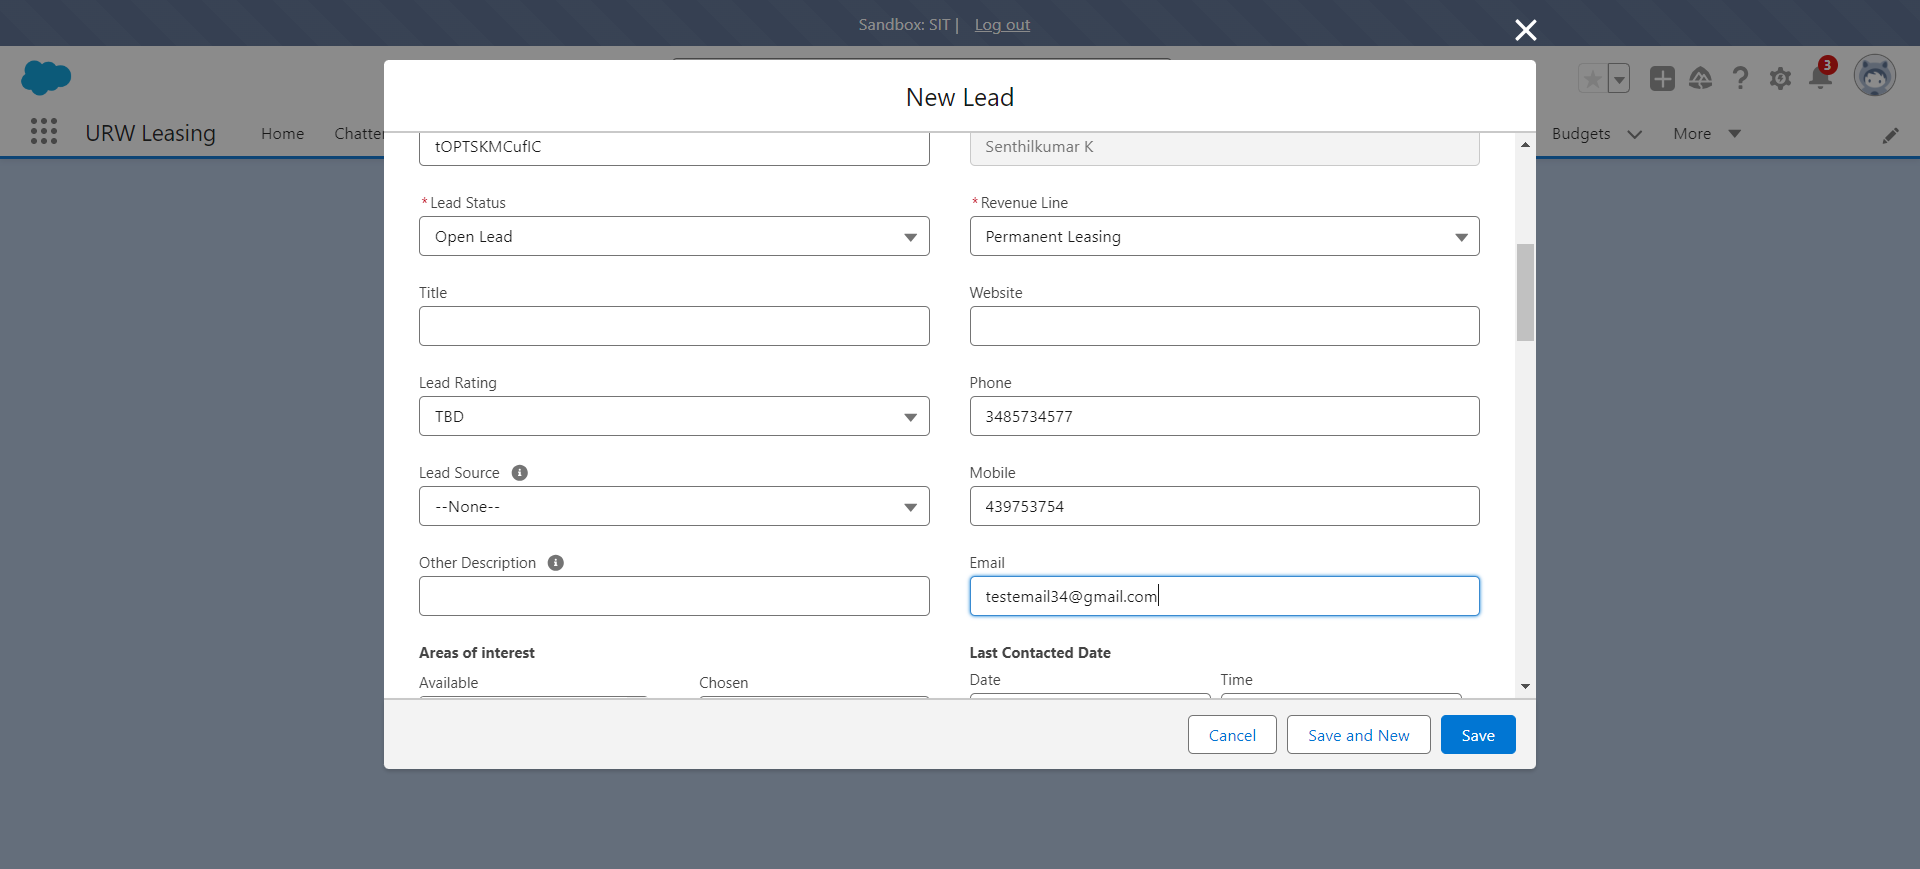 Sandbox: SIT | Log out
3
URW Leasing Home Chatter Budgets More
New Lead
tOPTSKMCufIC Senthilkumar K
*Lead Status *Revenue Line
Open Lead Permanent Leasing
Title Website
Lead Rating Phone
TBD 3485734577
Lead Source Mobile
--None-- 439753754
Other Description Email
testemail34@gmail.com
Areas of interest Last Contacted Date
Available Chosen Date Time
Cancel Save and New Save